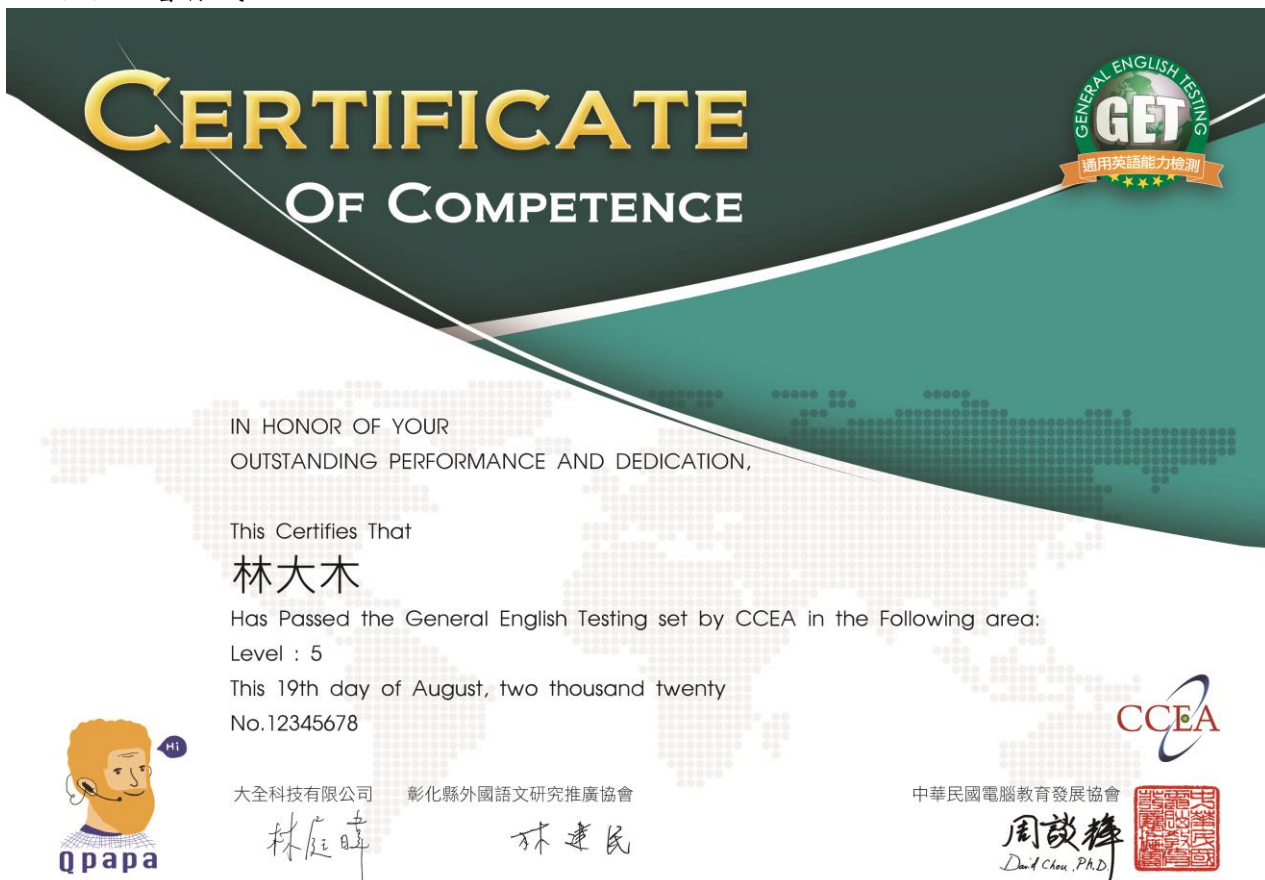 CERTIFICATE
OF COMPETENCE
GENERAL ENGLISH TESTING
GET
通用英語能力檢測
IN HONOR OF YOUR
OUTSTANDING PERFORMANCE AND DEDICATION,
This Certifies That
林大木
Has Passed the General English Testing set by CCEA in the Following area:
Level : 5
This 19th day of August, two thousand twenty
No.12345678
CCEA
Hi
Qpapa
大全科技有限公司 彰化縣外國語文研究推廣協會
中華民國電腦教育發展協會
林庭暐
林建民
周談輝
David Chou, Ph.D.